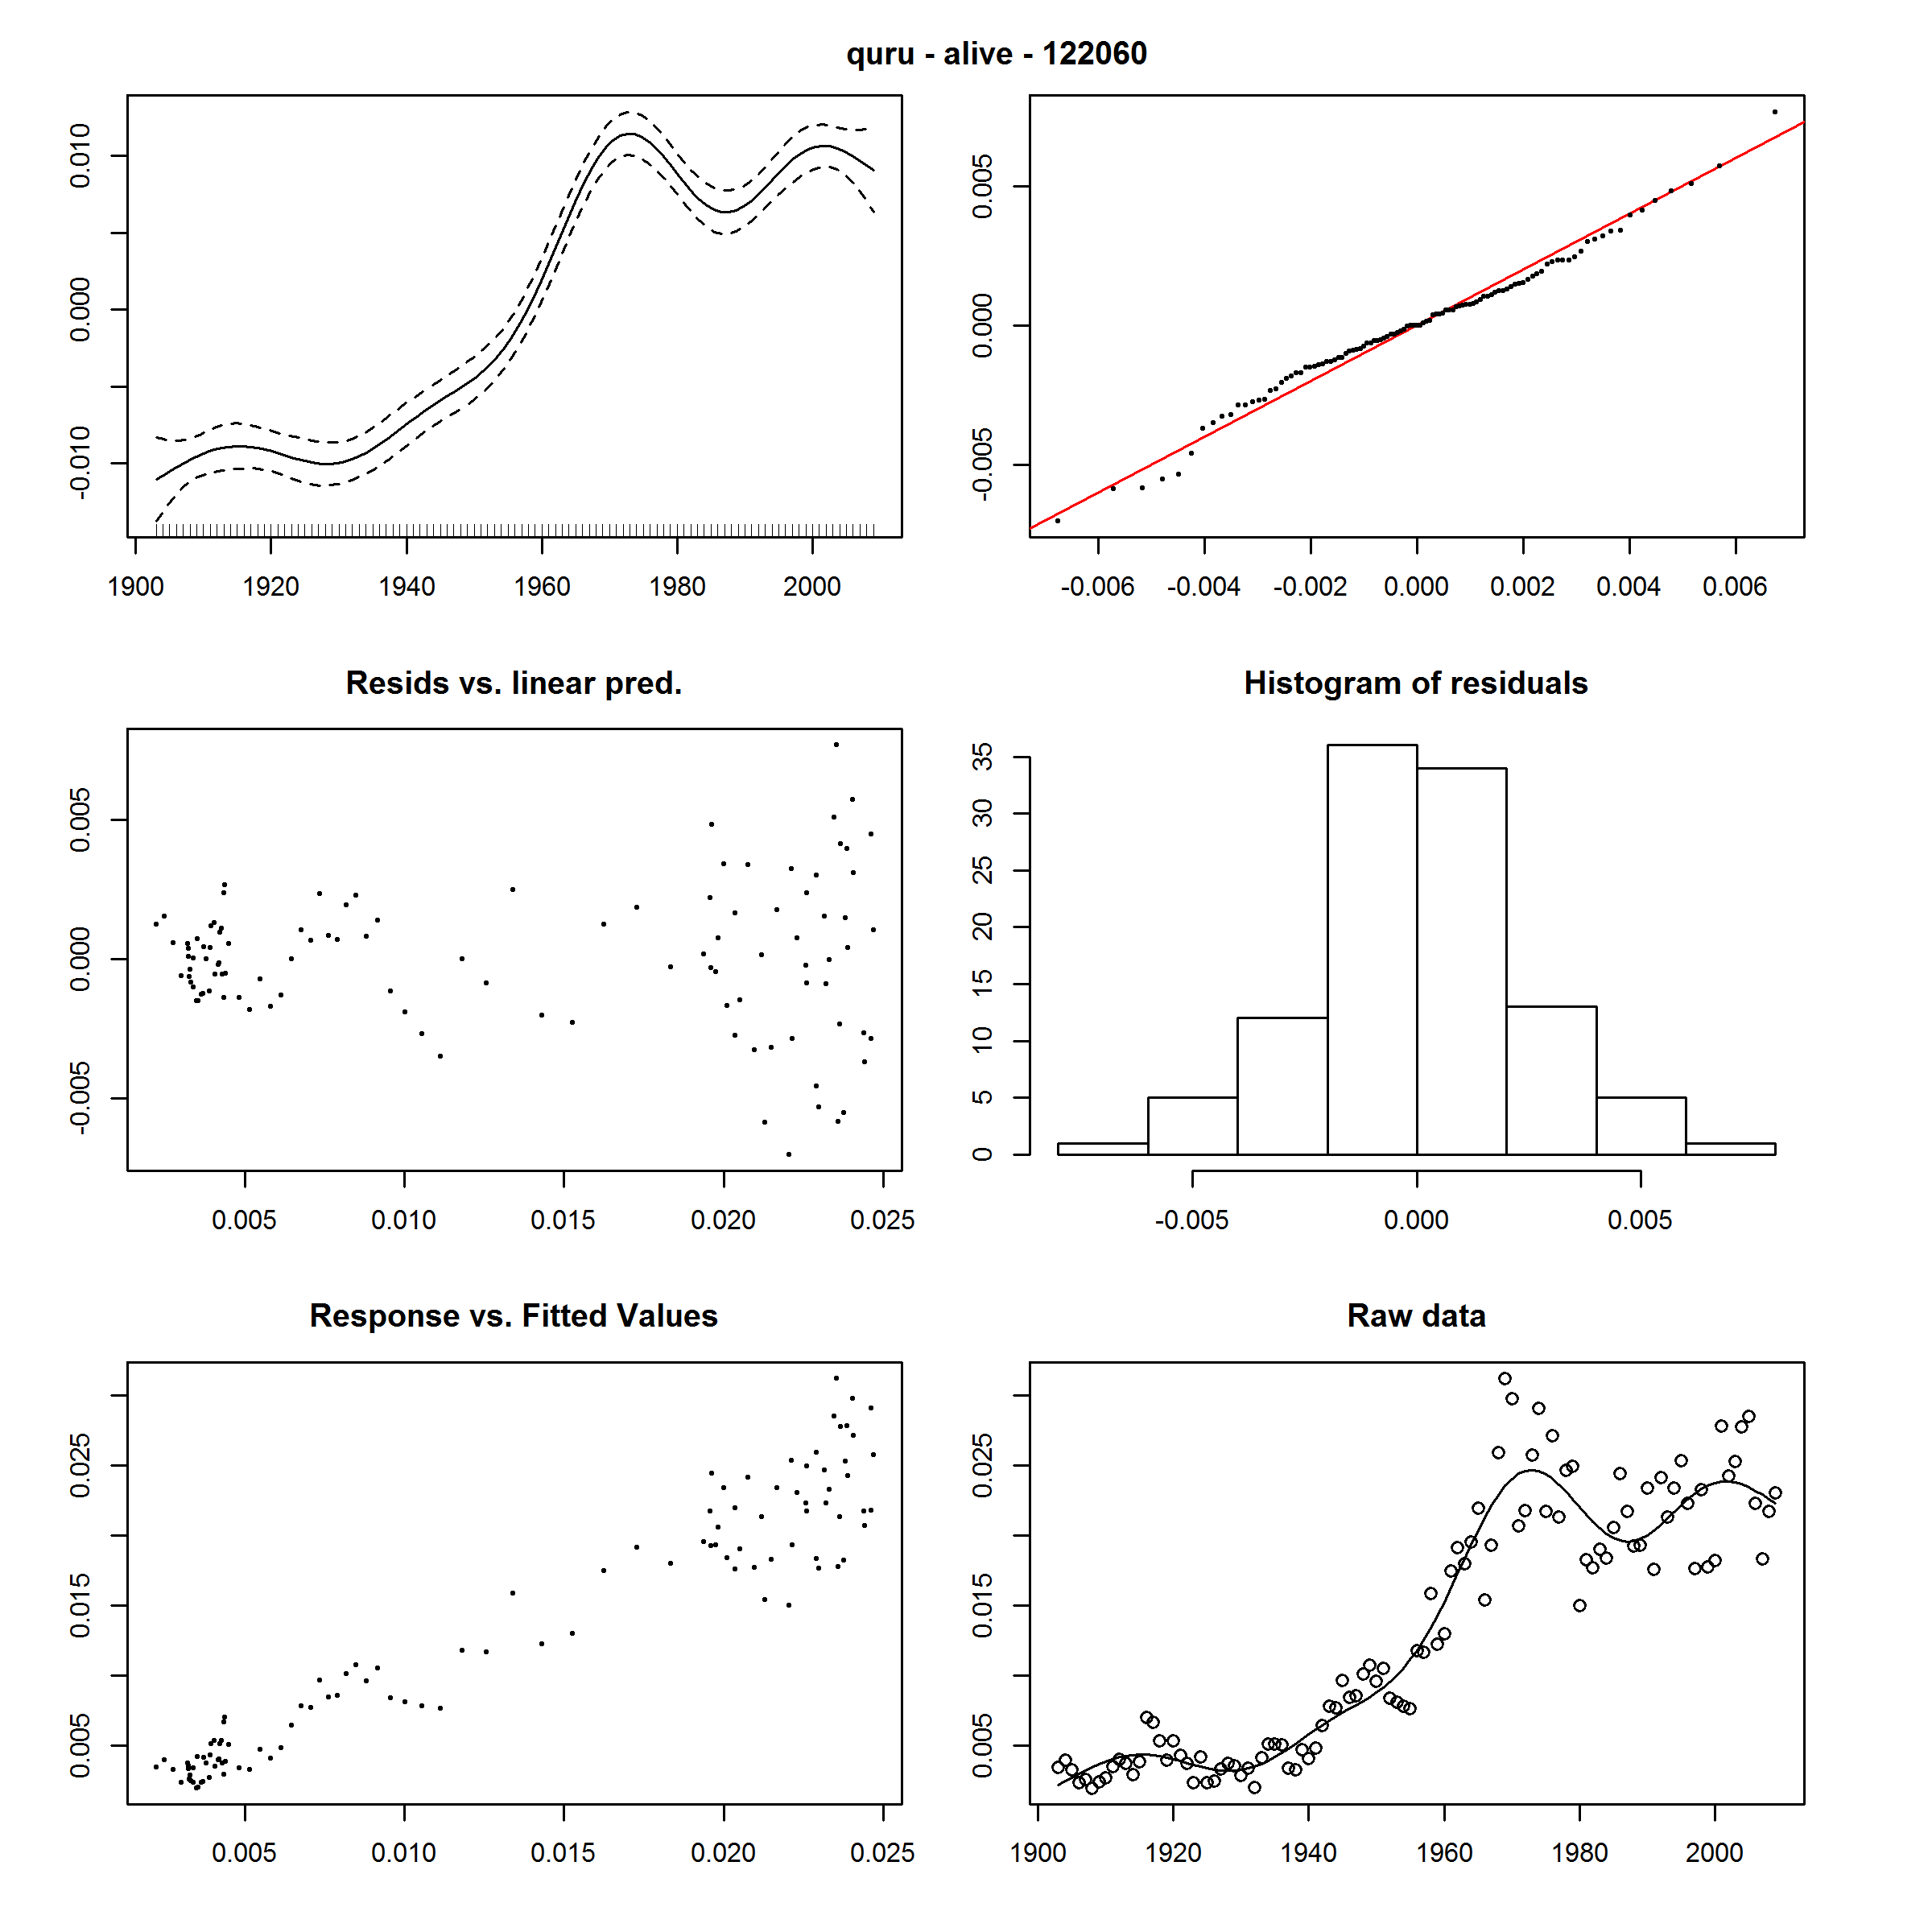 quru - alive - 122060
0.010
0.000
-0.010
1900 1920 1940 1960 1980 2000
0.005
0.000
-0.005
-0.006 -0.004 -0.002 0.000 0.002 0.004 0.006
Resids vs. linear pred.
0.005
0.000
-0.005
0.005 0.010 0.015 0.020 0.025
Histogram of residuals
35
30
25
20
15
10
5
0
-0.005 0.000 0.005
Response vs. Fitted Values
0.025
0.015
0.005
0.005 0.010 0.015 0.020 0.025
Raw data
0.025
0.015
0.005
1900 1920 1940 1960 1980 2000